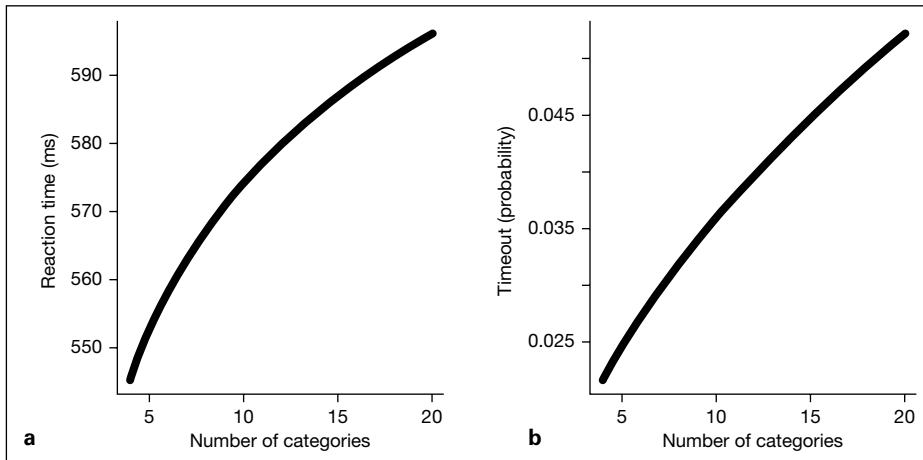 Reaction time (ms)
590
580
570
560
550
5 10 15 20
Number of categories
a
Timeout (probability)
0.045
0.035
0.025
5 10 15 20
Number of categories
b